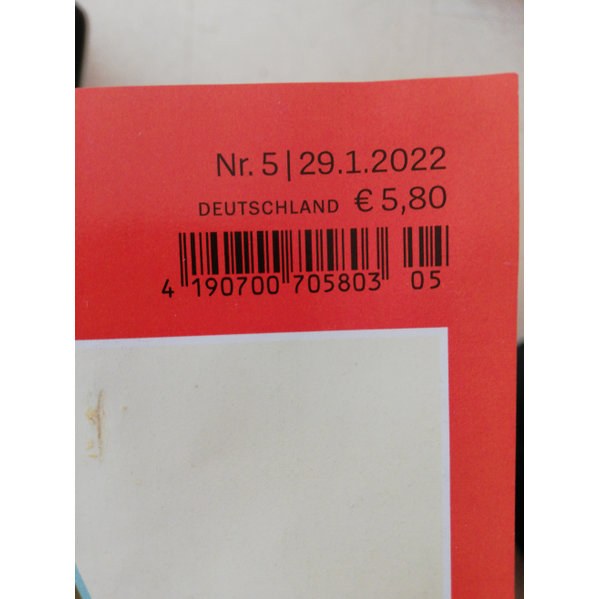 Nr. 5 | 29.1.2022
DEUTSCHLAND € 5,80
4 190700 705803 05